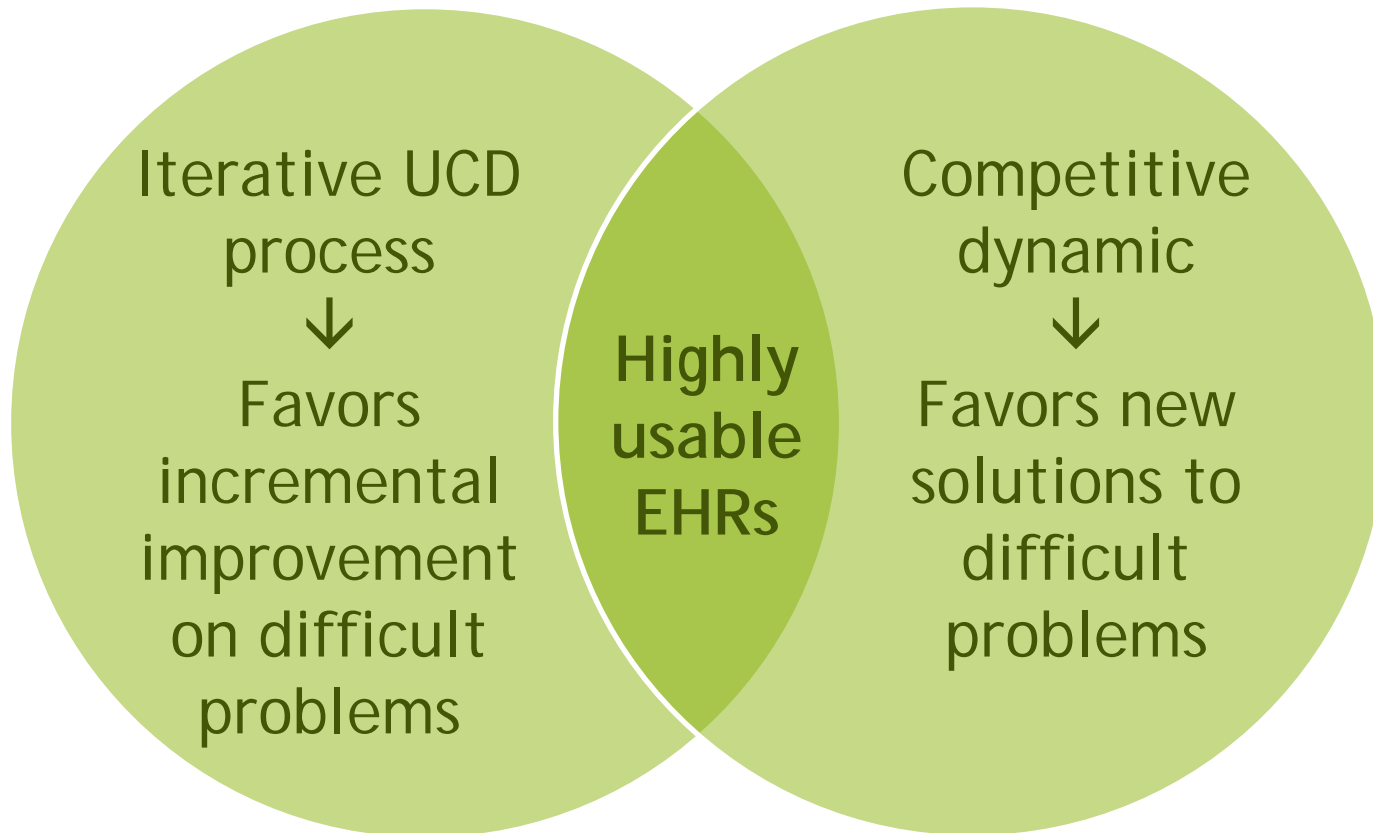 Iterative UCD
process
↓
Favors
incremental
improvement
on difficult
problems
Highly
usable
EHRs
Competitive
dynamic
↓
Favors new
solutions to
difficult
problems